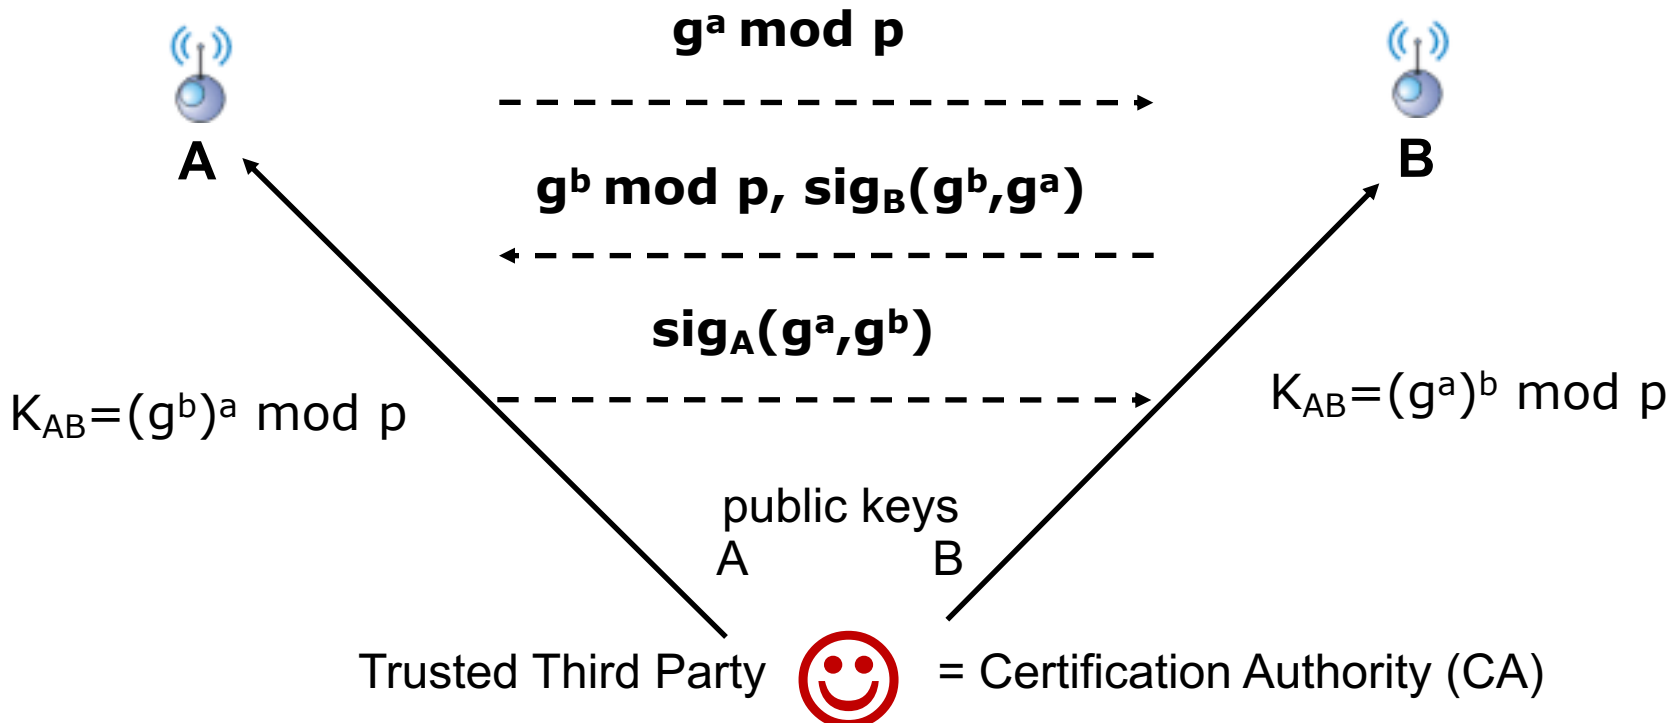 gᵃ mod p
A
B
gᵇ mod p, sig_B(gᵇ,gᵃ)
sig_A(gᵃ,gᵇ)
K_AB=(gᵇ)ᵃ mod p
K_AB=(gᵃ)ᵇ mod p
public keys
A B
Trusted Third Party = Certification Authority (CA)